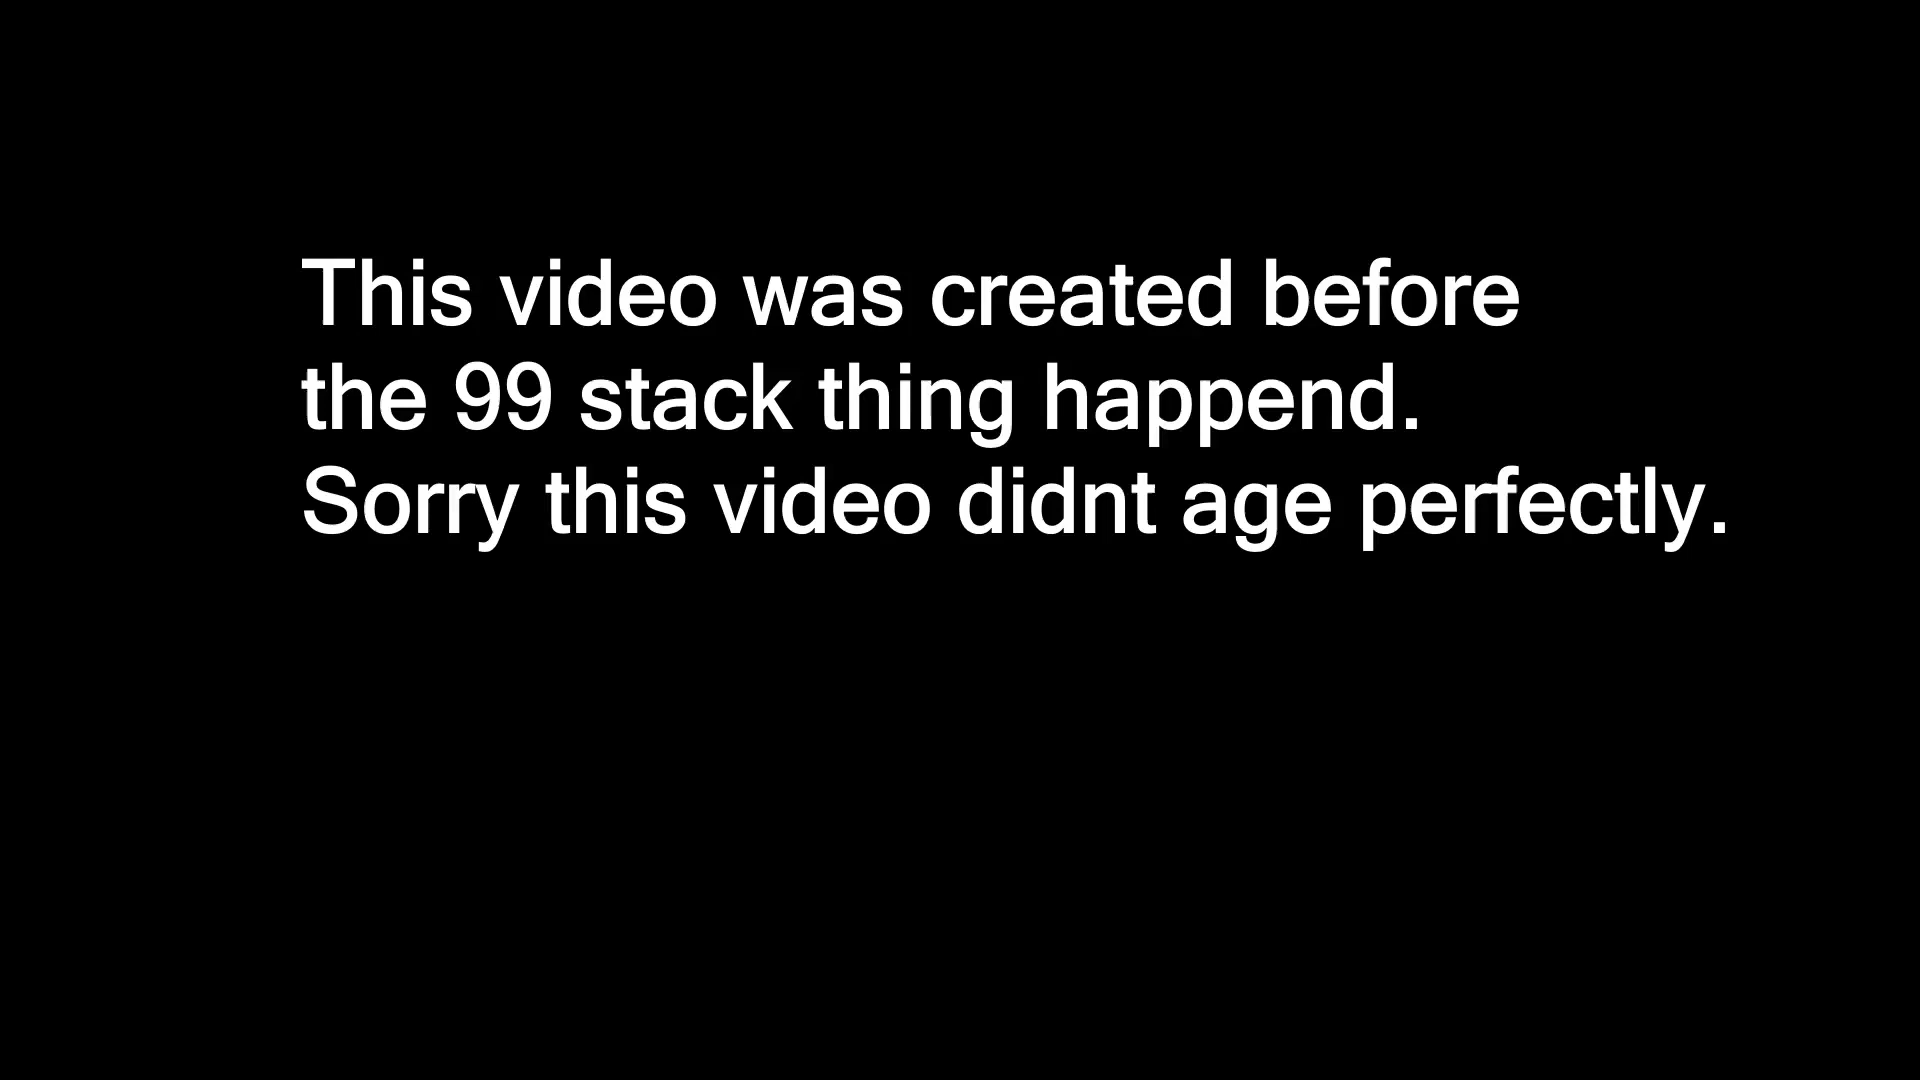 This video was created before
the 99 stack thing happend.
Sorry this video didnt age perfectly.